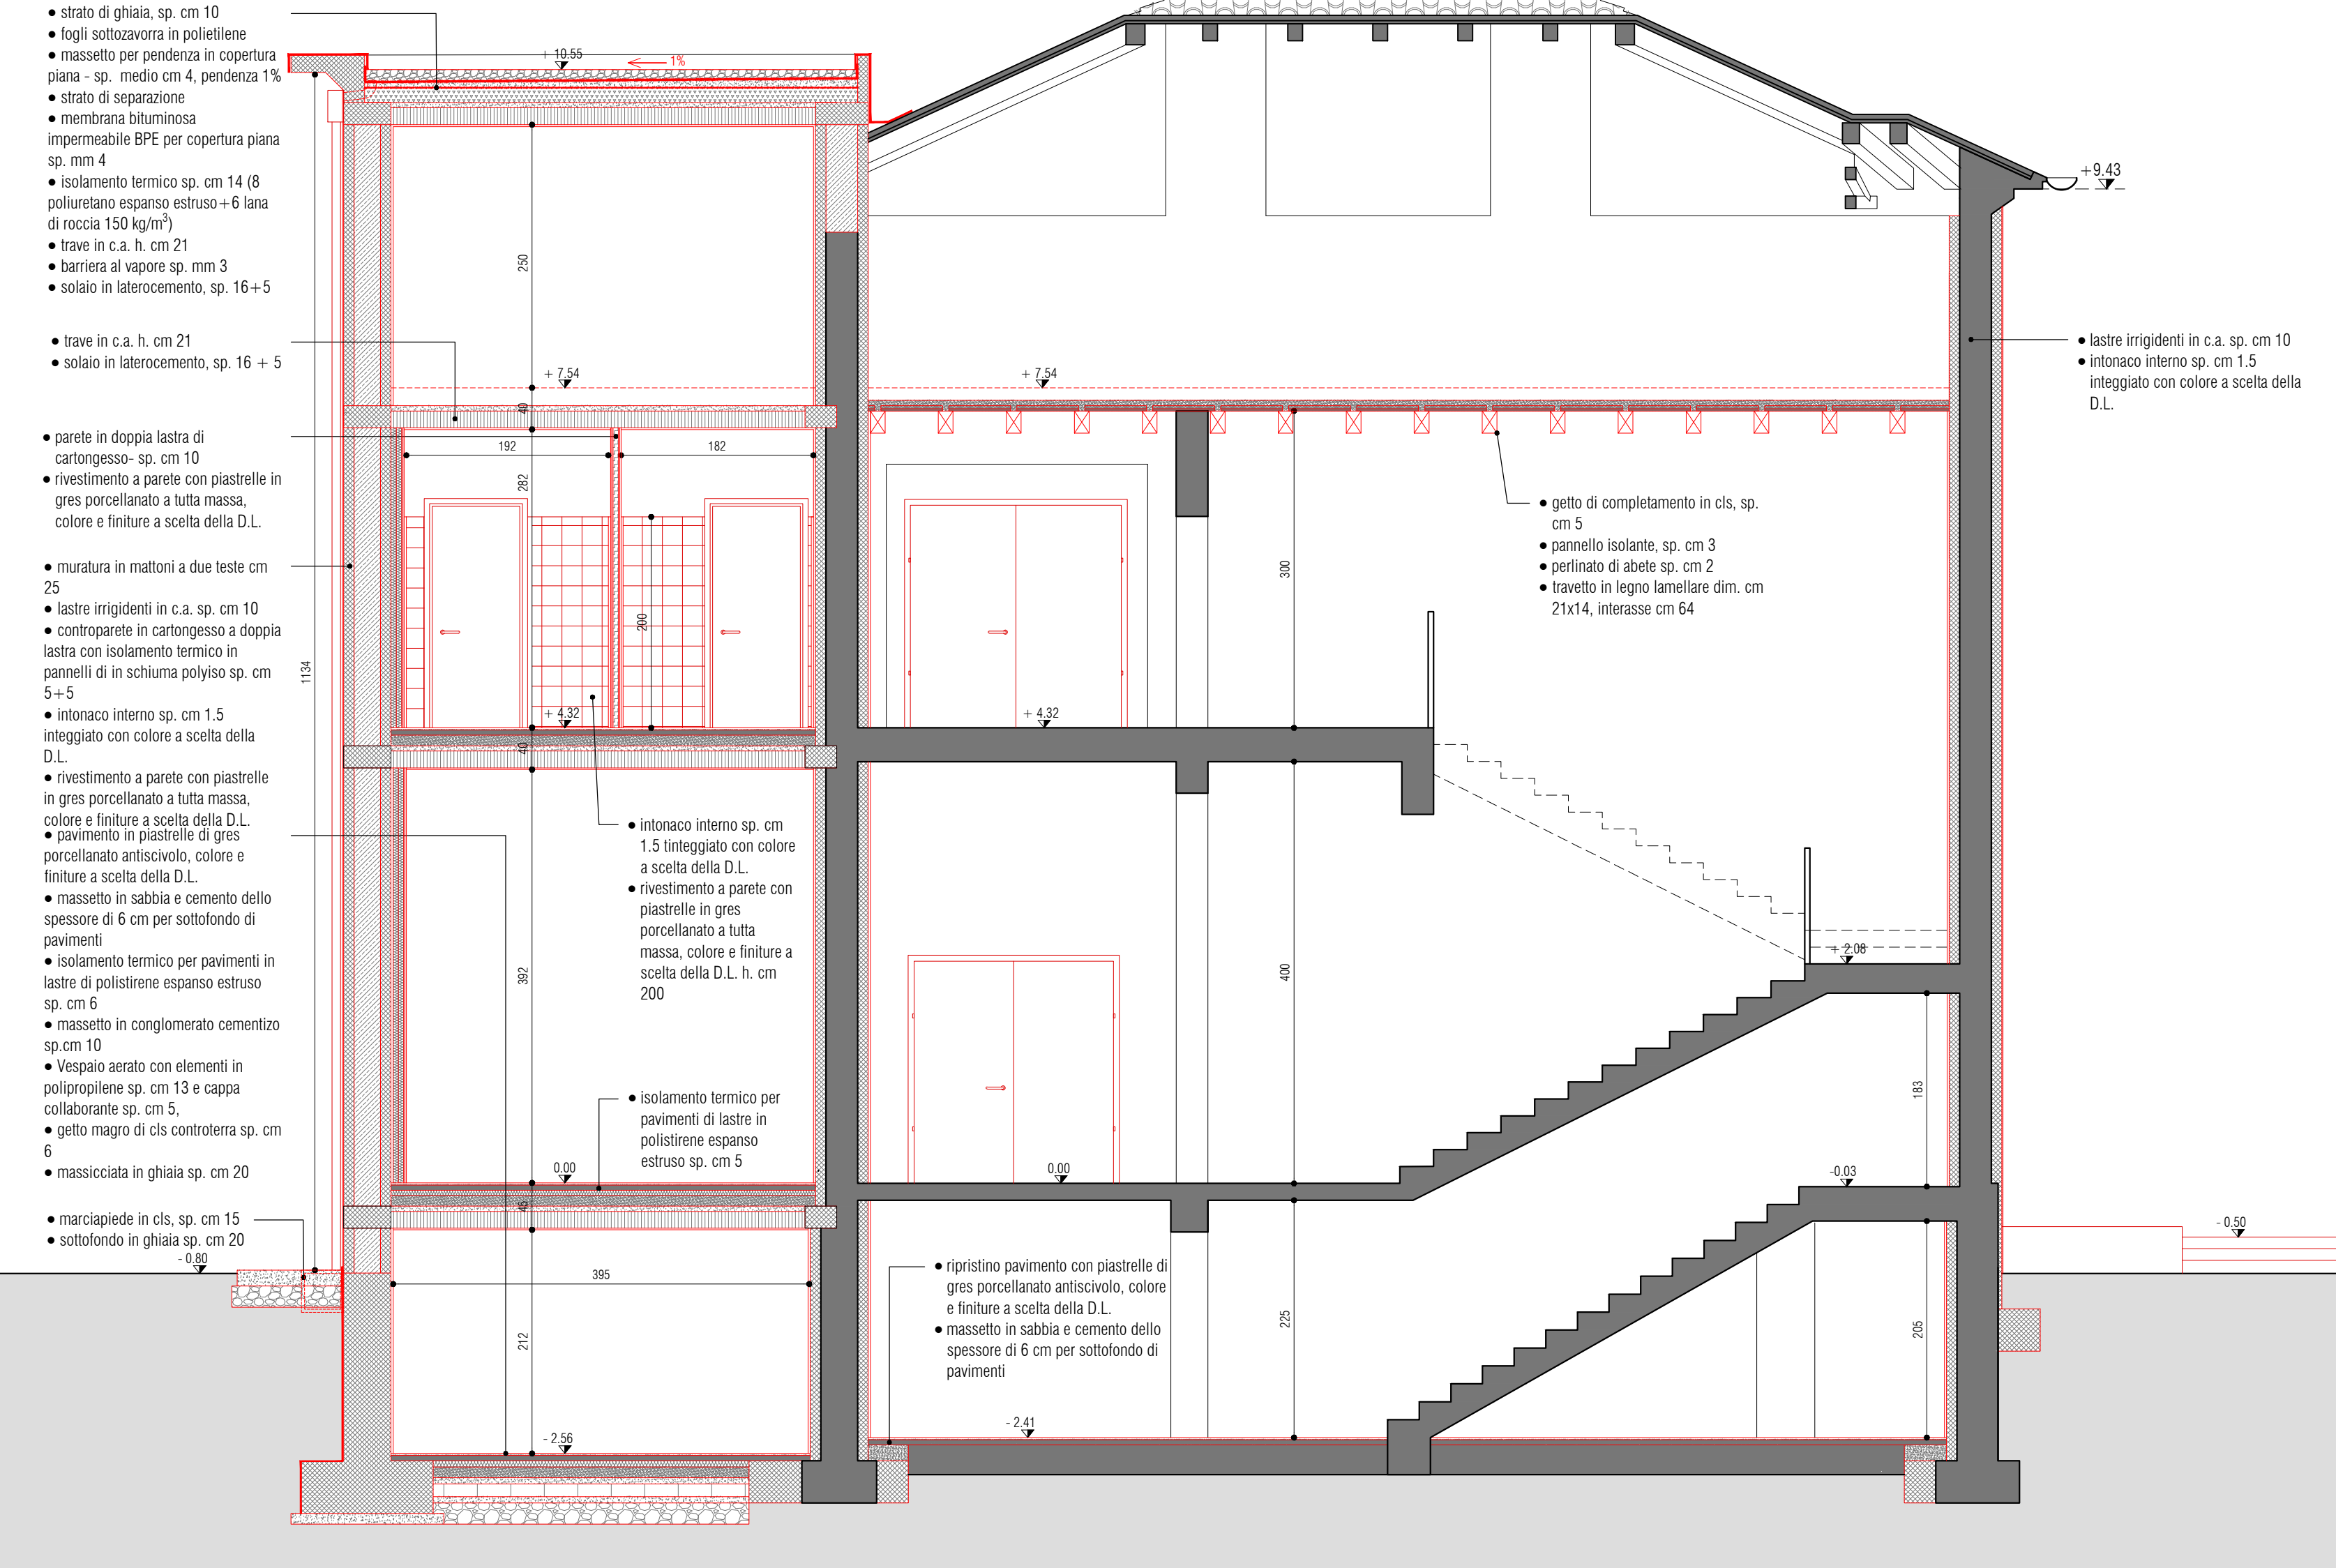 ● strato di ghiaia, sp. cm 10
● fogli sottozavorra in polietilene
● massetto per pendenza in copertura
piana - sp. medio cm 4, pendenza 1%
● strato di separazione
● membrana bituminosa
impermeabile BPE per copertura piana
sp. mm 4
● isolamento termico sp. cm 14 (8
poliuretano espanso estruso+6 lana
di roccia 150 kg/m³)
● trave in c.a. h. cm 21
● barriera al vapore sp. mm 3
● solaio in laterocemento, sp. 16+5
● trave in c.a. h. cm 21
● solaio in laterocemento, sp. 16 + 5
● parete in doppia lastra di
cartongesso- sp. cm 10
● rivestimento a parete con piastrelle in
gres porcellanato a tutta massa,
colore e finiture a scelta della D.L.
● muratura in mattoni a due teste cm
25
● lastre irrigidenti in c.a. sp. cm 10
● controparete in cartongesso a doppia
lastra con isolamento termico in
pannelli di in schiuma polyiso sp. cm
5+5
● intonaco interno sp. cm 1.5
integgiato con colore a scelta della
D.L.
● rivestimento a parete con piastrelle
in gres porcellanato a tutta massa,
colore e finiture a scelta della D.L.
● pavimento in piastrelle di gres
porcellanato antiscivolo, colore e
finiture a scelta della D.L.
● massetto in sabbia e cemento dello
spessore di 6 cm per sottofondo di
pavimenti
● isolamento termico per pavimenti in
lastre di polistirene espanso estruso
sp. cm 6
● massetto in conglomerato cementizo
sp.cm 10
● Vespaio aerato con elementi in
polipropilene sp. cm 13 e cappa
collaborante sp. cm 5,
● getto magro di cls controterra sp. cm
6
● massicciata in ghiaia sp. cm 20
● marciapiede in cls, sp. cm 15
● sottofondo in ghiaia sp. cm 20
- 0.80
1134
+ 10.55
1%
250
+ 7.54
40
192
182
282
200
+ 4.32
40
● intonaco interno sp. cm
1.5 tinteggiato con colore
a scelta della D.L.
● rivestimento a parete con
piastrelle in gres
porcellanato a tutta
massa, colore e finiture a
scelta della D.L. h. cm
200
392
● isolamento termico per
pavimenti di lastre in
polistirene espanso
estruso sp. cm 5
0.00
45
395
212
- 2.56
+ 7.54
300
● getto di completamento in cls, sp.
cm 5
● pannello isolante, sp. cm 3
● perlinato di abete sp. cm 2
● travetto in legno lamellare dim. cm
21x14, interasse cm 64
+ 4.32
400
+ 2.08
183
0.00
-0.03
● ripristino pavimento con piastrelle di
gres porcellanato antiscivolo, colore
e finiture a scelta della D.L.
● massetto in sabbia e cemento dello
spessore di 6 cm per sottofondo di
pavimenti
225
205
- 2.41
+9.43
● lastre irrigidenti in c.a. sp. cm 10
● intonaco interno sp. cm 1.5
integgiato con colore a scelta della
D.L.
- 0.50